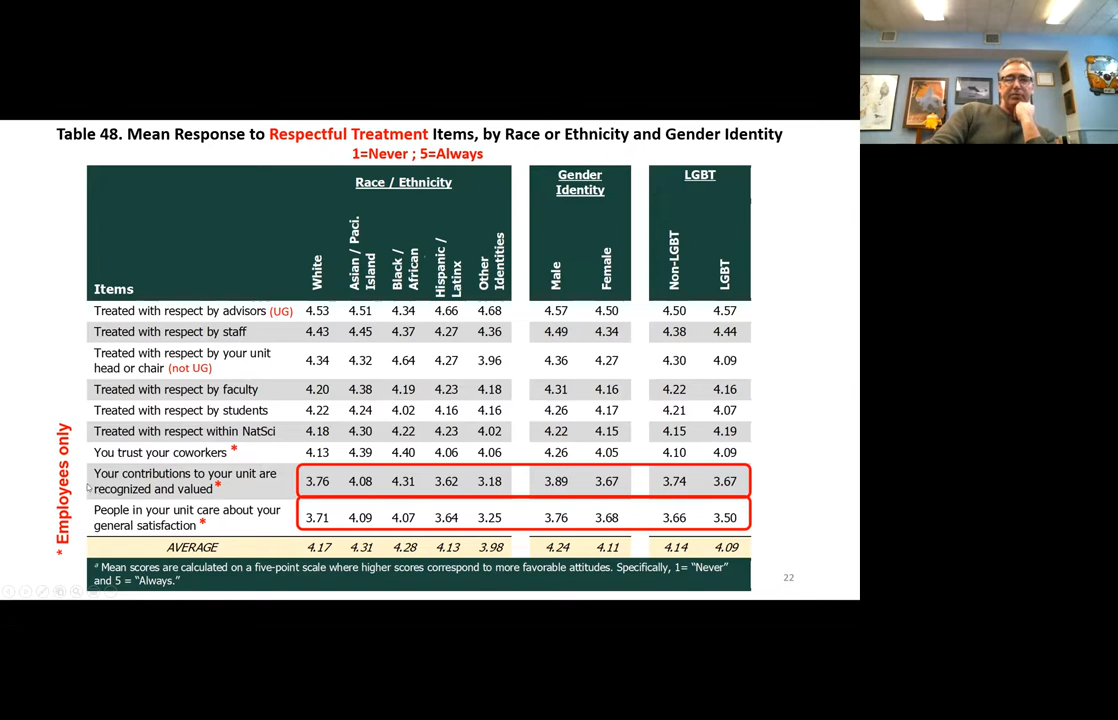 Table 48. Mean Response to Respectful Treatment Items, by Race or Ethnicity and Gender Identity
1=Never ; 5=Always
Race / Ethnicity
Gender
Identity
LGBT
Items
White
Asian / Paci.
Island
Black /
African
Hispanic /
Latinx
Other
Identities
Male
Female
Non-LGBT
LGBT
Treated with respect by advisors (UG) 4.53 4.51 4.34 4.66 4.68 4.57 4.50 4.50 4.57
Treated with respect by staff 4.43 4.45 4.37 4.27 4.36 4.49 4.34 4.38 4.44
Treated with respect by your unit
head or chair (not UG) 4.34 4.32 4.64 4.27 3.96 4.36 4.27 4.30 4.09
Treated with respect by faculty 4.20 4.38 4.19 4.23 4.18 4.31 4.16 4.22 4.16
Treated with respect by students 4.22 4.24 4.02 4.16 4.16 4.26 4.17 4.21 4.07
Treated with respect within NatSci 4.18 4.30 4.22 4.23 4.02 4.22 4.15 4.15 4.19
You trust your coworkers * 4.13 4.39 4.40 4.06 4.06 4.26 4.05 4.10 4.09
Your contributions to your unit are
recognized and valued * 3.76 4.08 4.31 3.62 3.18 3.89 3.67 3.74 3.67
People in your unit care about your
general satisfaction * 3.71 4.09 4.07 3.64 3.25 3.76 3.68 3.66 3.50
AVERAGE 4.17 4.31 4.28 4.13 3.98 4.24 4.11 4.14 4.09
* Employees only
a Mean scores are calculated on a five-point scale where higher scores correspond to more favorable attitudes. Specifically, 1= “Never”
and 5 = “Always.”
22